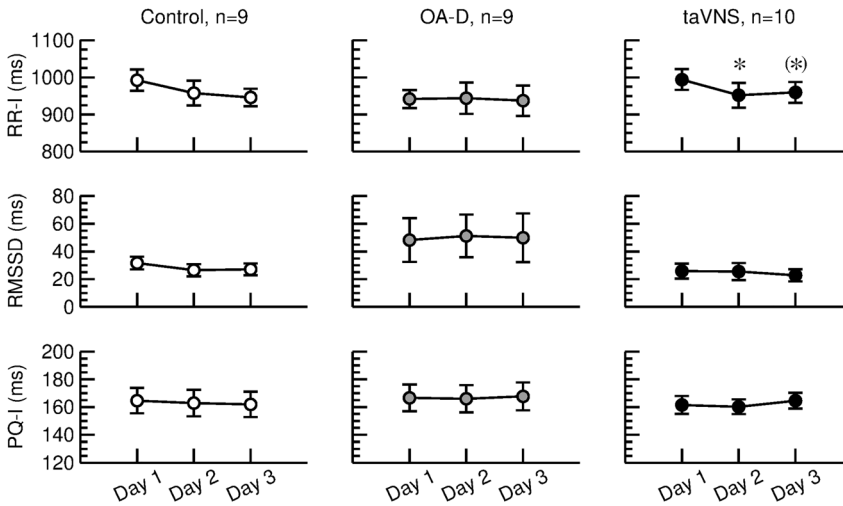 Control, n=9
OA-D, n=9
taVNS, n=10
RR-I (ms)
1100
1000
900
800
*
(*)
RMSSD (ms)
80
60
40
20
0
PQ-I (ms)
200
180
160
140
120
Day 1 Day 2 Day 3
Day 1 Day 2 Day 3
Day 1 Day 2 Day 3